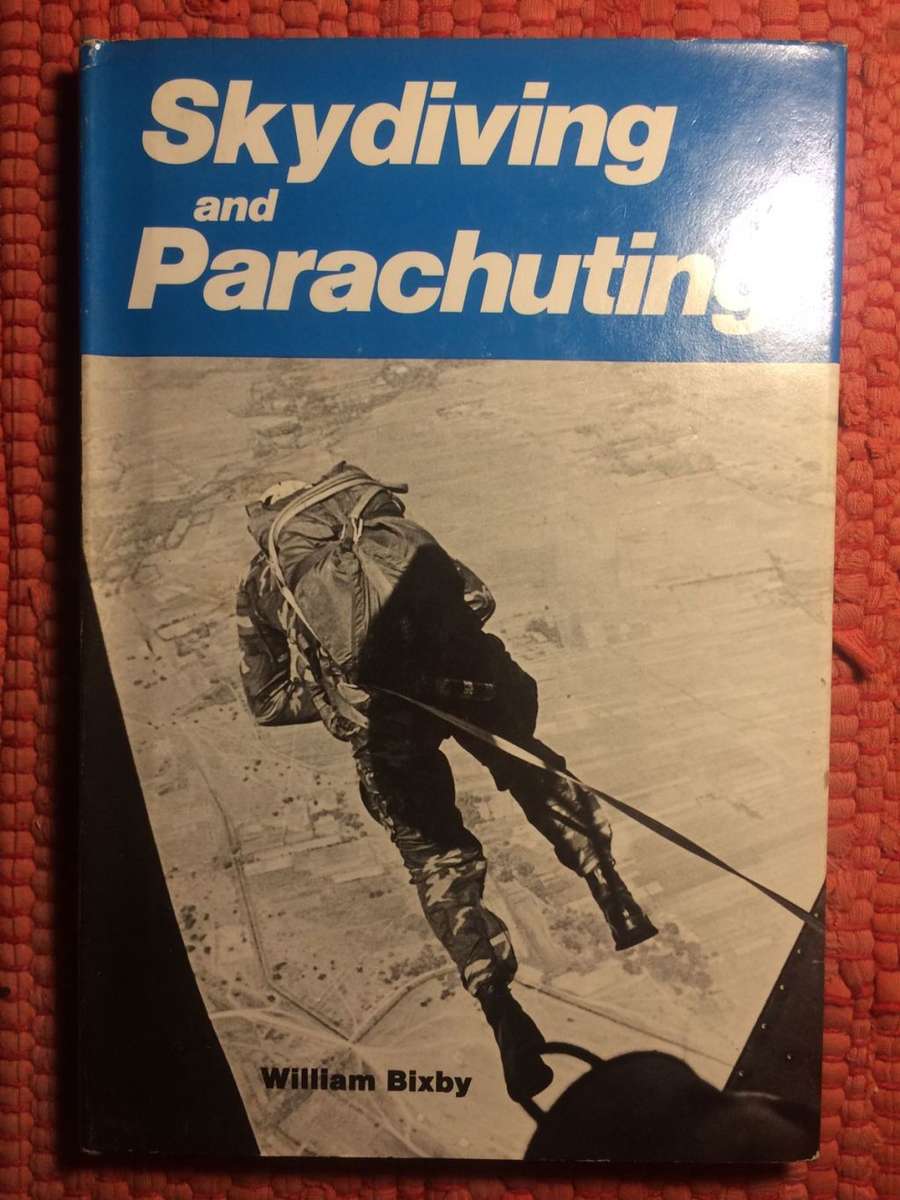 Skydiving
and
Parachuting
William Bixby